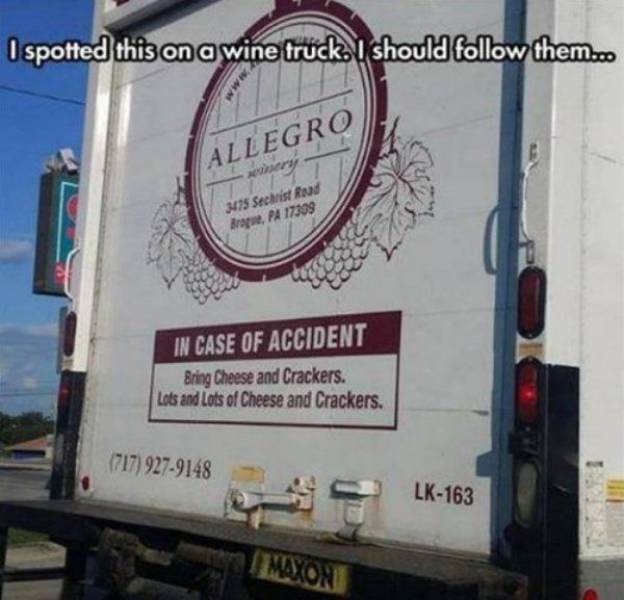 I spotted this on a wine truck. I should follow them...
www.
ALLEGRO
winery
3475 Sechrist Road
Brogue, PA 17309
IN CASE OF ACCIDENT
Bring Cheese and Crackers.
Lots and Lots of Cheese and Crackers.
(717) 927-9148
LK-163
MAXON